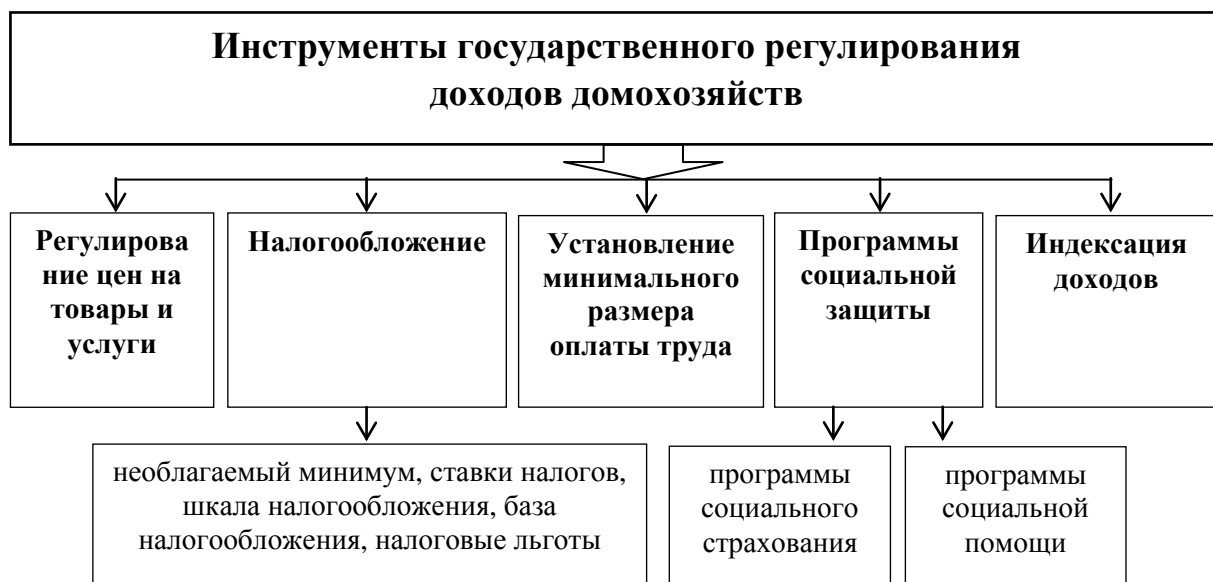 Инструменты государственного регулирования
доходов домохозяйств
Регулирова
ние цен на
товары и
услуги
Налогообложение
Установление
минимального
размера
оплаты труда
Программы
социальной
защиты
Индексация
доходов
необлагаемый минимум, ставки налогов,
шкала налогообложения, база
налогообложения, налоговые льготы
программы
социального
страхования
программы
социальной
помощи